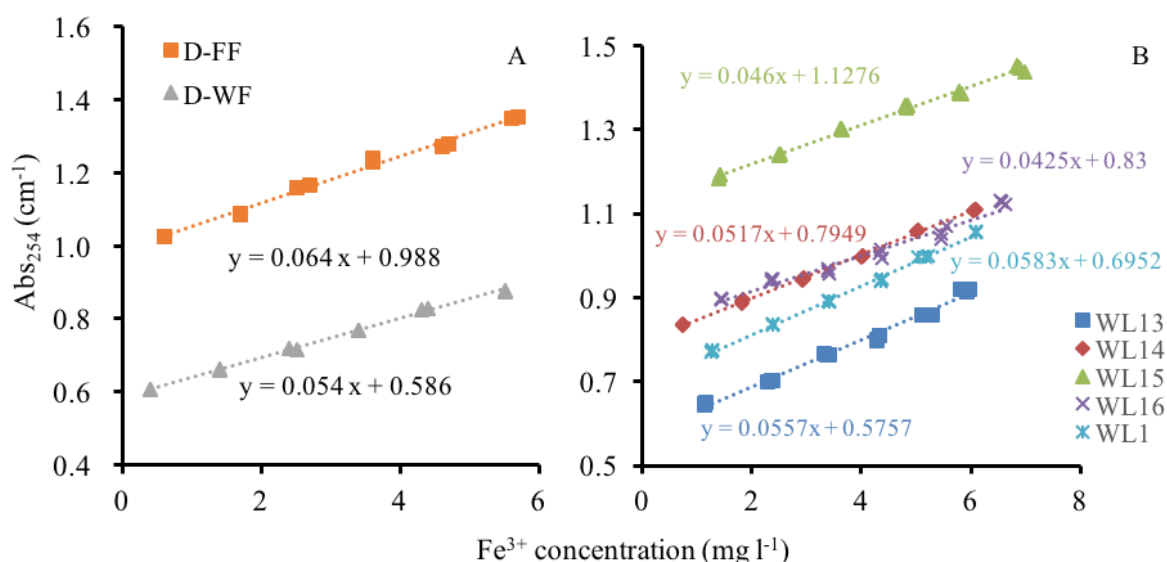 1.6
1.4
1.2
1.0
0.8
0.6
0.4
0
2
4
6
Abs254 (cm-1)
D-FF
D-WF
A
y = 0.064x + 0.988
y = 0.054x + 0.586
1.5
1.3
1.1
0.9
0.7
0.5
0
2
4
6
8
B
y = 0.046x + 1.1276
y = 0.0425x + 0.83
y = 0.0517x + 0.7949
y = 0.0583x + 0.6952
y = 0.0557x + 0.5757
WL13
WL14
WL15
WL16
WL1
Fe3+ concentration (mg l-1)